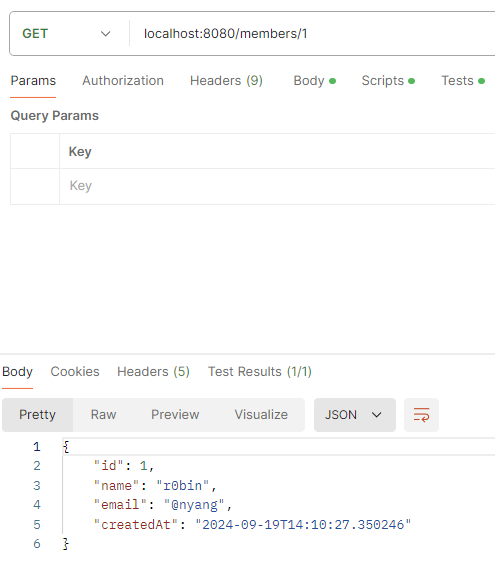 GET localhost:8080/members/1
Params Authorization Headers (9) Body Scripts Tests
Query Params
Key
Key
Body Cookies Headers (5) Test Results (1/1)
Pretty Raw Preview Visualize JSON
1 {
2 "id": 1,
3 "name": "r0bin",
4 "email": "@nyang",
5 "createdAt": "2024-09-19T14:10:27.350246"
6 }